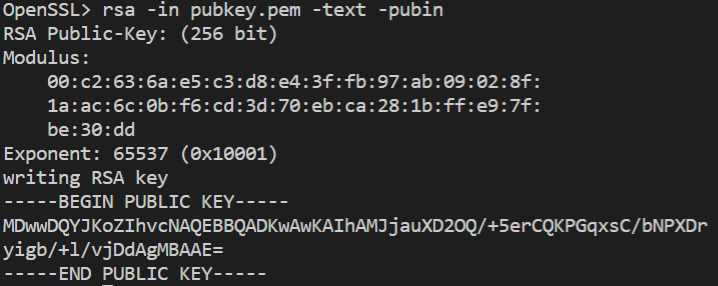 OpenSSL> rsa -in pubkey.pem -text -pubin
RSA Public-Key: (256 bit)
Modulus:
    00:c2:63:6a:e5:c3:d8:e4:3f:fb:97:ab:09:02:8f:
    1a:ac:6c:0b:f6:cd:3d:70:eb:ca:28:1b:ff:e9:7f:
    be:30:dd
Exponent: 65537 (0x10001)
writing RSA key
-----BEGIN PUBLIC KEY-----
MDwwDQYJKoZIhvcNAQEBBQADKwAwKAIhAMJjauXD2OQ/+5erCQKPGqxsC/bNPXDr
yigb/+l/vjDdAgMBAAE=
-----END PUBLIC KEY-----